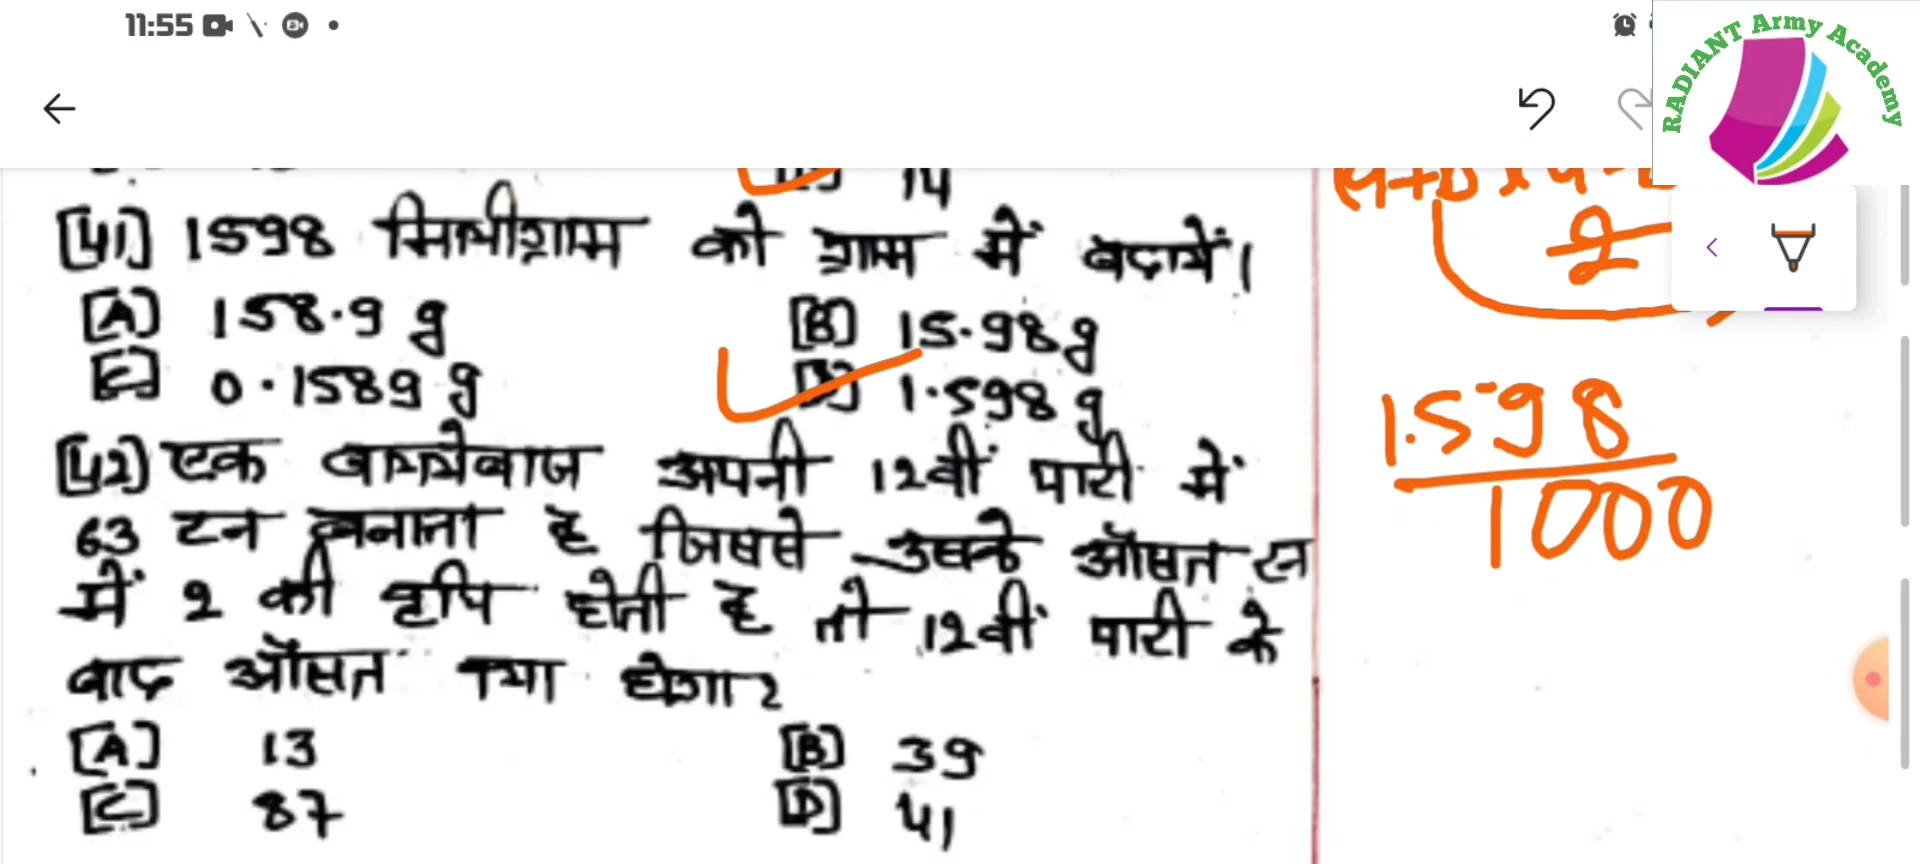 11:55
RADIANT Army Academy
14
[41] 1598 मिलीग्राम को ग्राम में बदलें।
[A] 158.9 g [B] 15.98 g
[C] 0.1589 g [D] 1.598 g
[42] एक बल्लेबाज अपनी 12वीं पारी में
63 रन बनाता है जिससे उसके औसत रन
में 2 की वृद्धि होती है तो 12वीं पारी के
बाद औसत क्या होगा?
[A] 13 [B] 39
[C] 87 [D] 41
2
1.598
1000